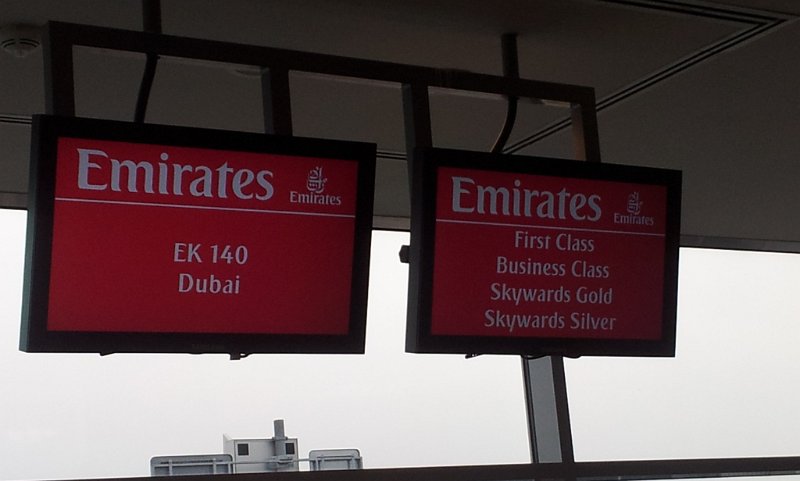 Emirates
Emirates
EK 140
Dubai
Emirates
Emirates
First Class
Business Class
Skywards Gold
Skywards Silver